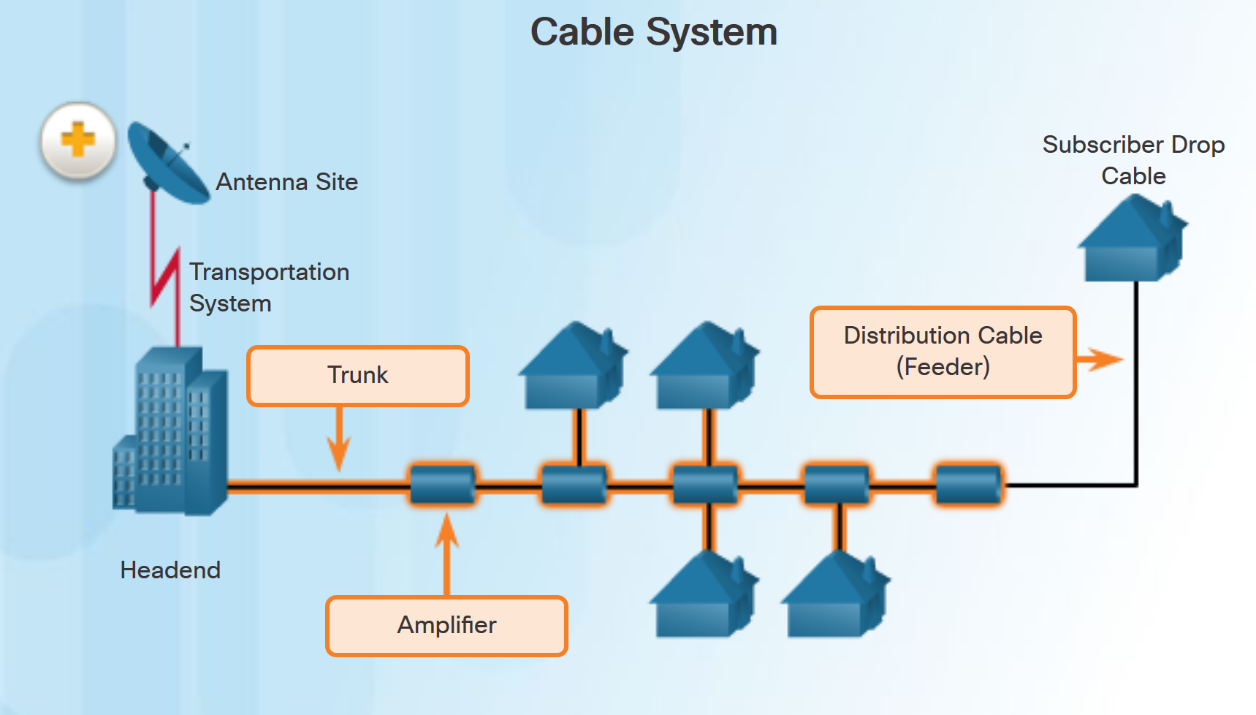 Cable System
Antenna Site
Subscriber Drop
Cable
Transportation
System
Trunk
Distribution Cable
(Feeder)
Headend
Amplifier